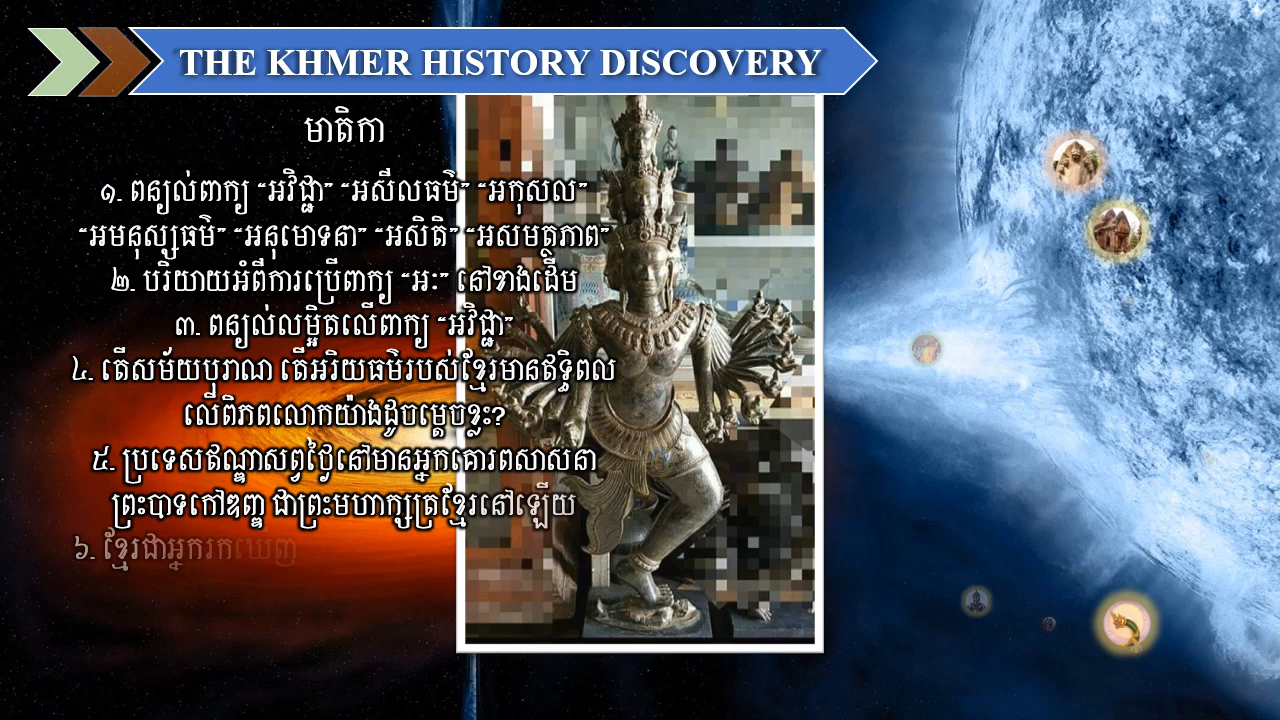 THE KHMER HISTORY DISCOVERY
មាតិកា
១. ពន្យល់ពាក្យ “អវិជ្ជា” “អសីលធម៌” “អកុសល”
“អមនុស្សធម៌” “អនុមោទនា” “អសិតិ” “អសមត្ថភាព”
២. បរិយាយអំពីការប្រើពាក្យ “អៈ” នៅខាងដើម
៣. ពន្យល់លម្អិតលើពាក្យ “អវិជ្ជា”
៤. តើសម័យបុរាណ តើអរិយធម៌របស់ខ្មែរមានឥទ្ធិពល
លើពិភពលោកយ៉ាងដូចម្ដេចខ្លះ?
៥. ប្រទេសឥណ្ឌាសព្វថ្ងៃនៅមានអ្នកគោរពសាសនា
ព្រះបាទកៅឌញ្ញ ជាព្រះមហាក្សត្រខ្មែរនៅឡើយ
៦. ខ្មែរជាអ្នករកឃើញ